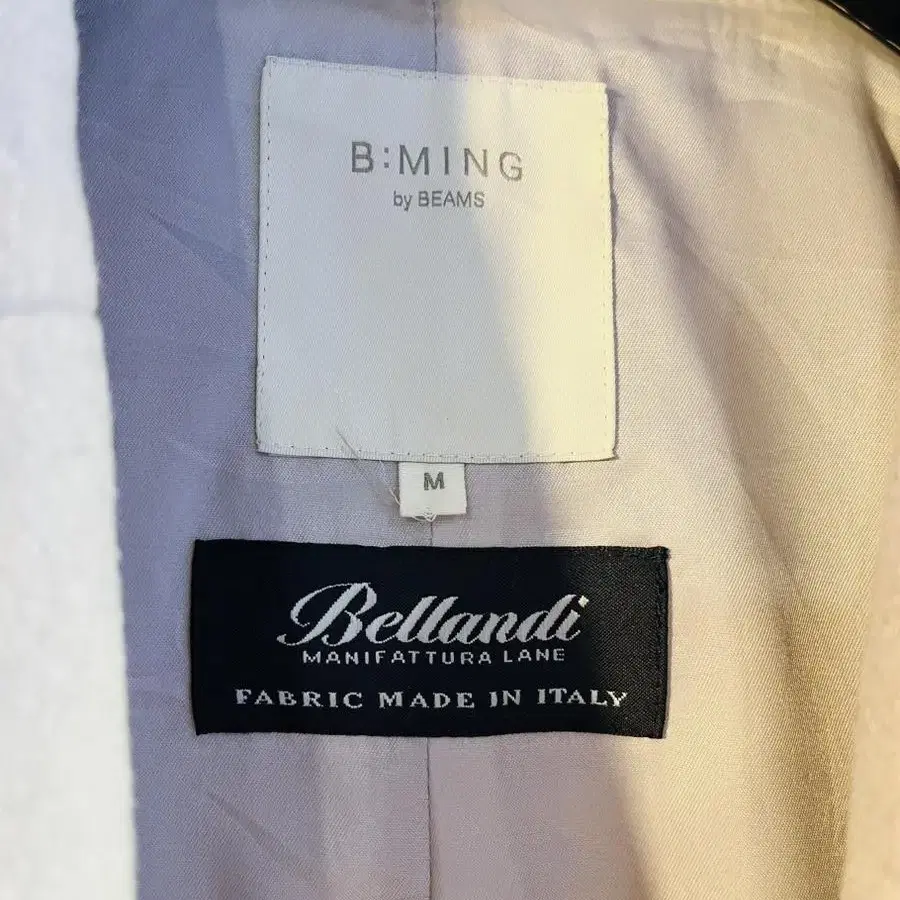 B:MING
by BEAMS
M
Bellandi
MANIFATTURA LANE
FABRIC MADE IN ITALY